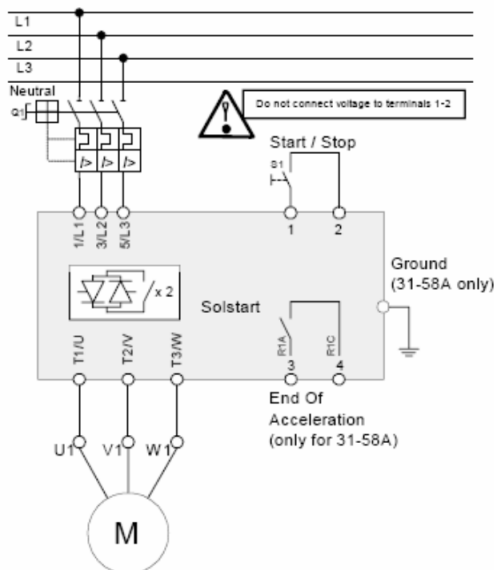 L1
L2
L3
Neutral
Q1
Do not connect voltage to terminals 1-2
Start / Stop
S1
I> I> I>
1/L1 3/L2 5/L3
1 2
Ground
(31-58A only)
x 2
Solstart
R1A R1C
T1/U T2/V T3/W
3 4
End Of
Acceleration
(only for 31-58A)
U1 V1 W1
M